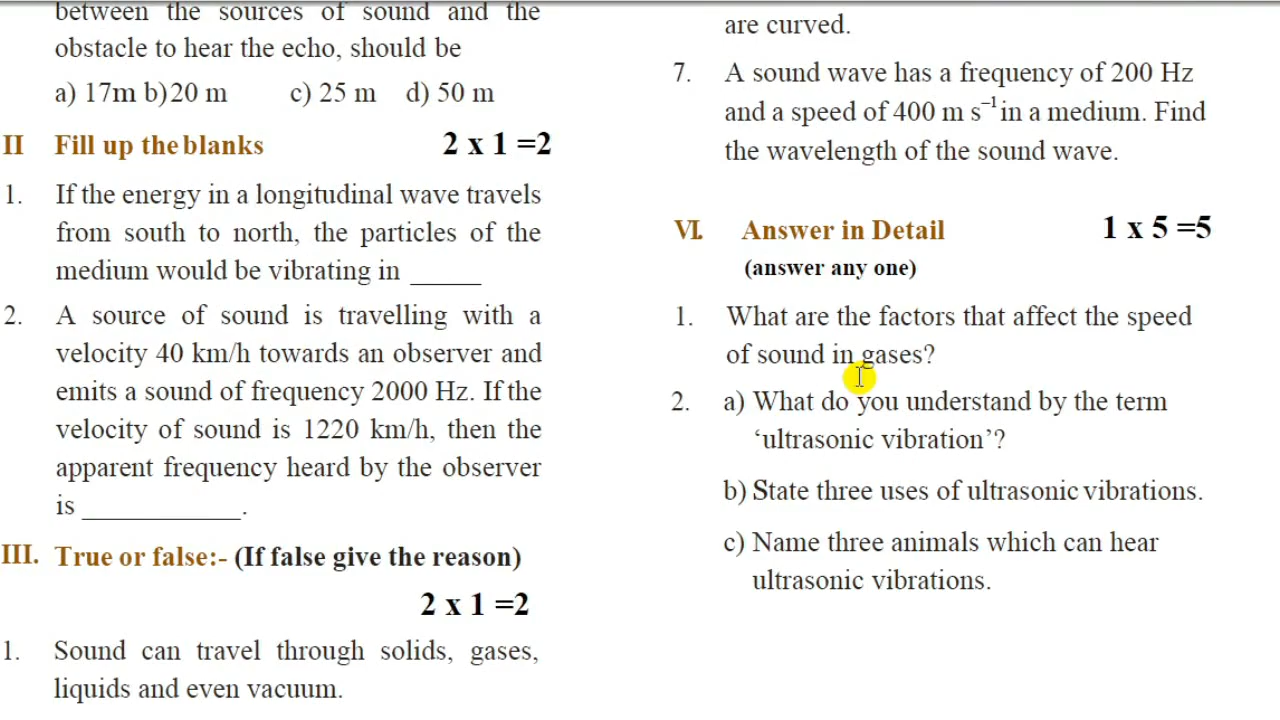 between the sources of sound and the
obstacle to hear the echo, should be
a) 17m b)20 m c) 25 m d) 50 m
II Fill up the blanks 2 x 1 =2
1. If the energy in a longitudinal wave travels
from south to north, the particles of the
medium would be vibrating in _____
2. A source of sound is travelling with a
velocity 40 km/h towards an observer and
emits a sound of frequency 2000 Hz. If the
velocity of sound is 1220 km/h, then the
apparent frequency heard by the observer
is ___________.
III. True or false:- (If false give the reason)
2 x 1 =2
1. Sound can travel through solids, gases,
liquids and even vacuum.
are curved.
7. A sound wave has a frequency of 200 Hz
and a speed of 400 m s⁻¹ in a medium. Find
the wavelength of the sound wave.
VI. Answer in Detail 1 x 5 =5
(answer any one)
1. What are the factors that affect the speed
of sound in gases?
2. a) What do you understand by the term
‘ultrasonic vibration’?
b) State three uses of ultrasonic vibrations.
c) Name three animals which can hear
ultrasonic vibrations.